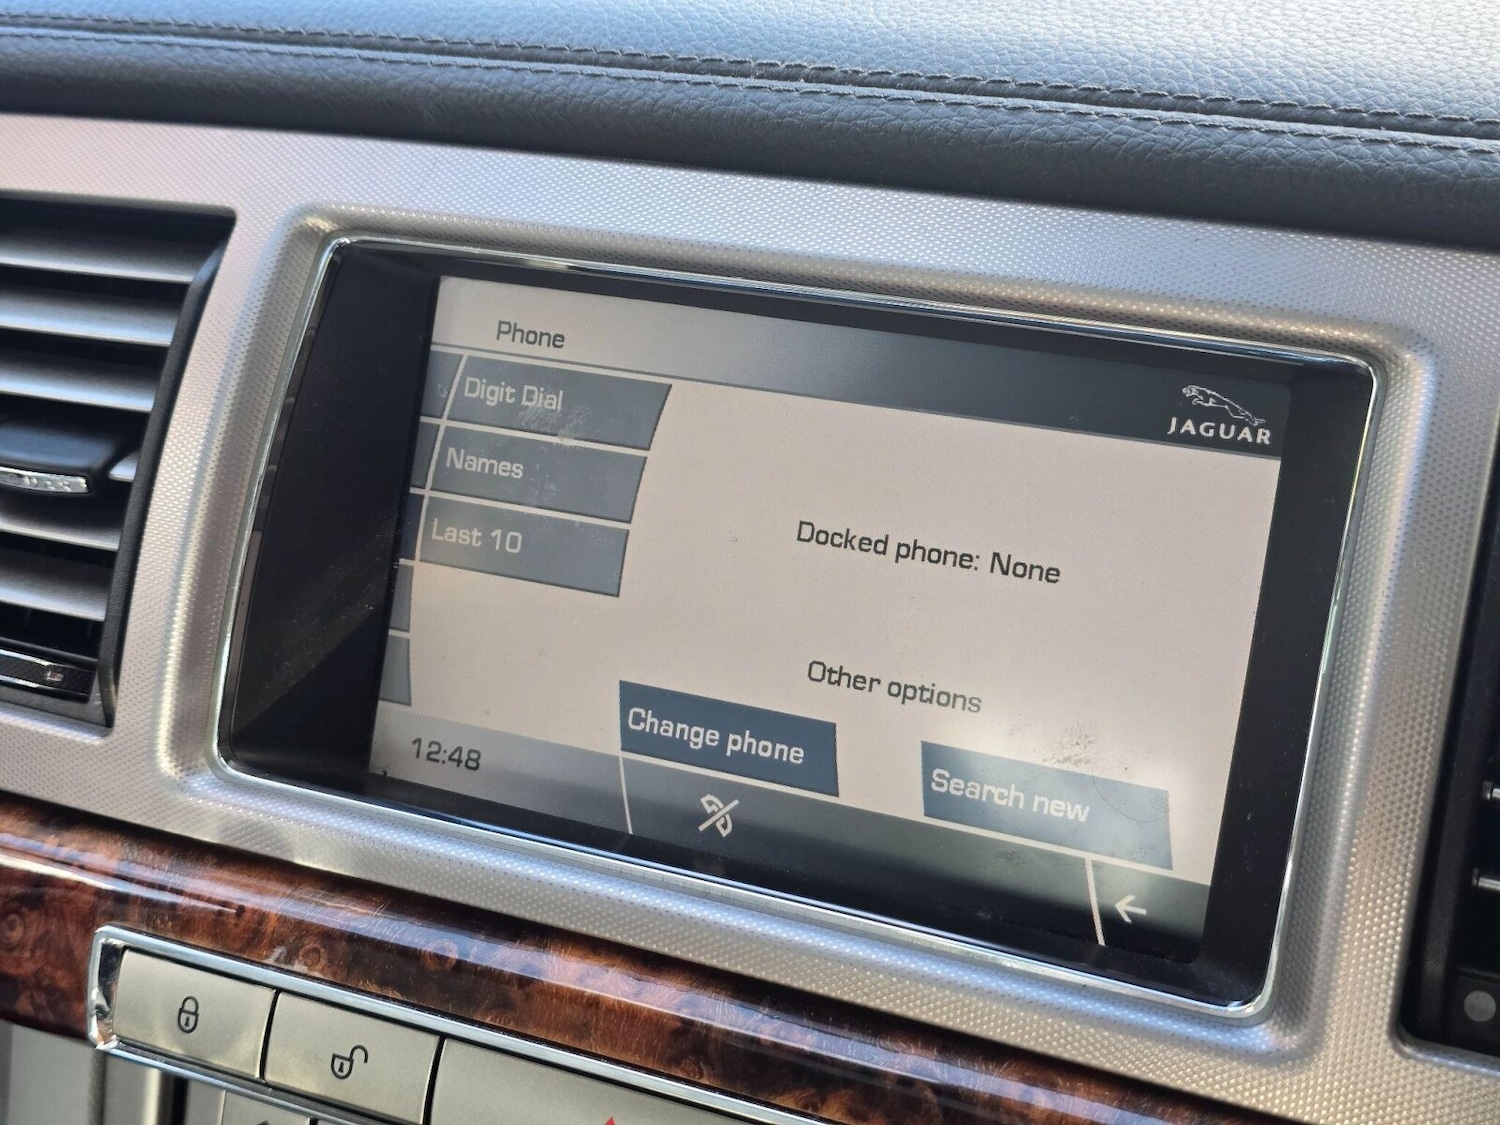 Phone
JAGUAR
Digit Dial
Names
Last 10
Docked phone: None
Other options
Change phone
Search new
12:48